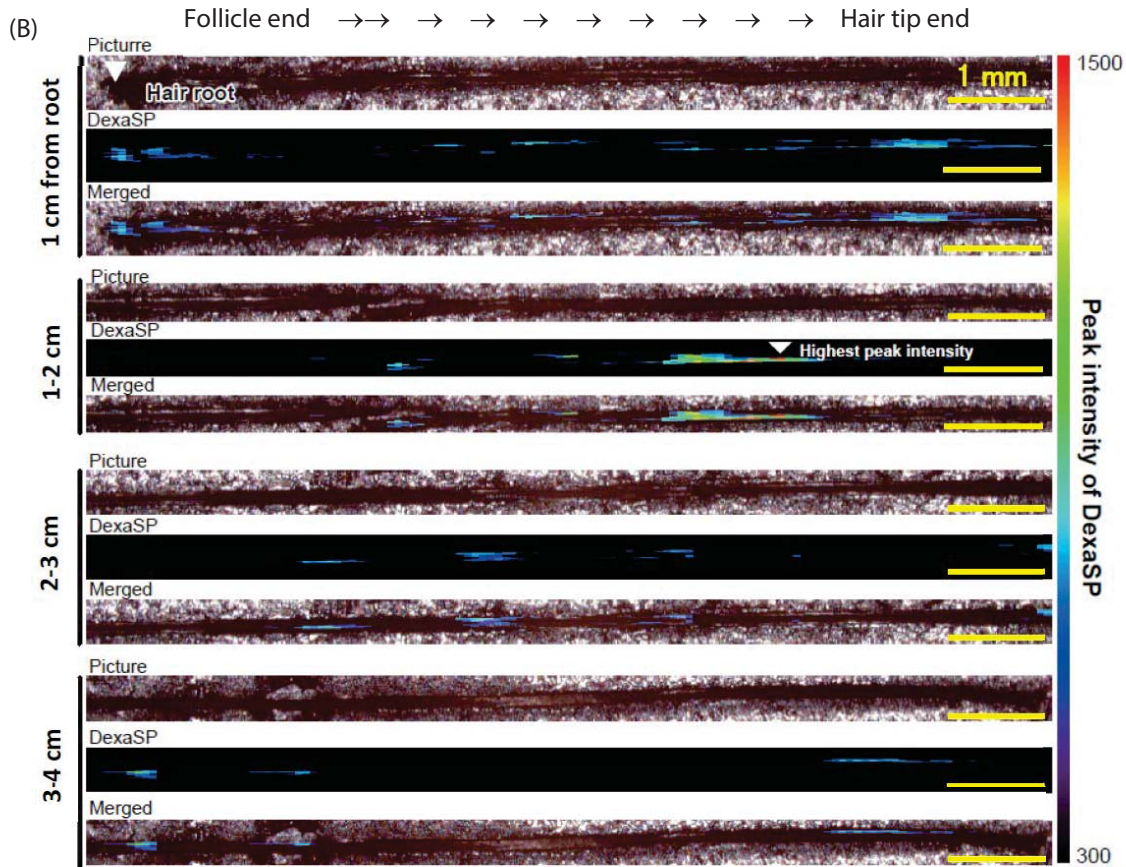 (B)
Follicle end →→ → → → → → → → Hair tip end
1 cm from root
Picturre
Hair root
1 mm
DexaSP
Merged
1-2 cm
Picture
DexaSP
Highest peak intensity
Merged
2-3 cm
Picture
DexaSP
Merged
3-4 cm
Picture
DexaSP
Merged
1500
Peak intensity of DexaSP
300